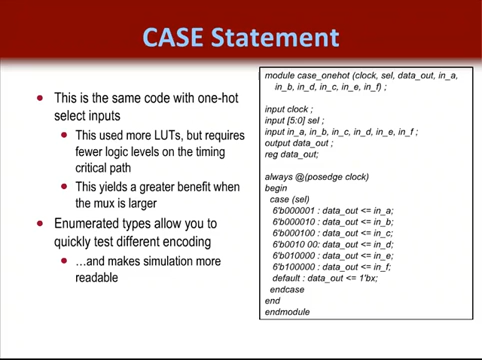 CASE Statement
• This is the same code with one-hot
select inputs
• This used more LUTs, but requires
fewer logic levels on the timing
critical path
• This yields a greater benefit when
the mux is larger
• Enumerated types allow you to
quickly test different encoding
• …and makes simulation more
readable
module case_onehot (clock, sel, data_out, in_a,
in_b, in_d, in_c, in_e, in_f) ;
input clock ;
input [5:0] sel ;
input in_a, in_b, in_c, in_d, in_e, in_f ;
output data_out ;
reg data_out;
always @(posedge clock)
begin
case (sel)
6'b000001 : data_out <= in_a;
6'b000010 : data_out <= in_b;
6'b000100 : data_out <= in_c;
6'b0010 00: data_out <= in_d;
6'b010000 : data_out <= in_e;
6'b100000 : data_out <= in_f;
default : data_out <= 1'bx;
endcase
end
endmodule